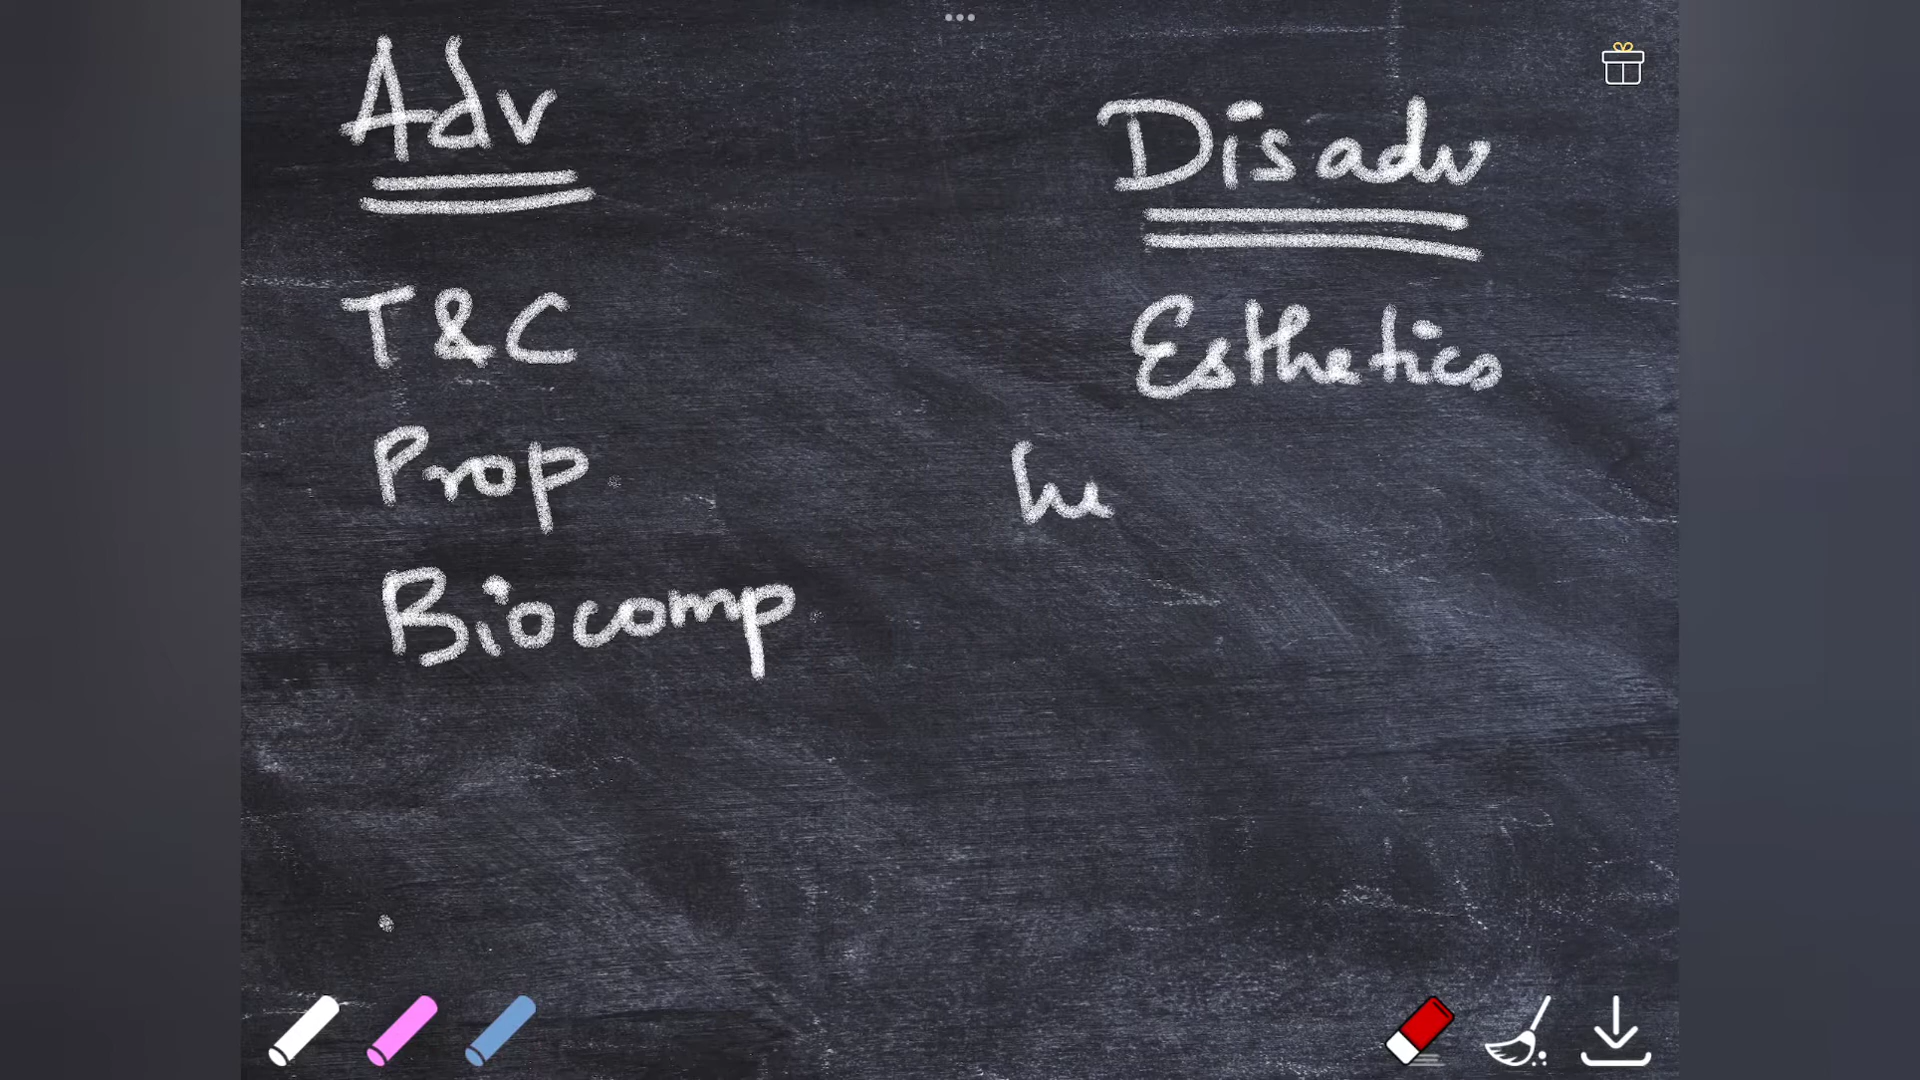 Adv
Disadv
T & C
Esthetics
Prop
Biocomp